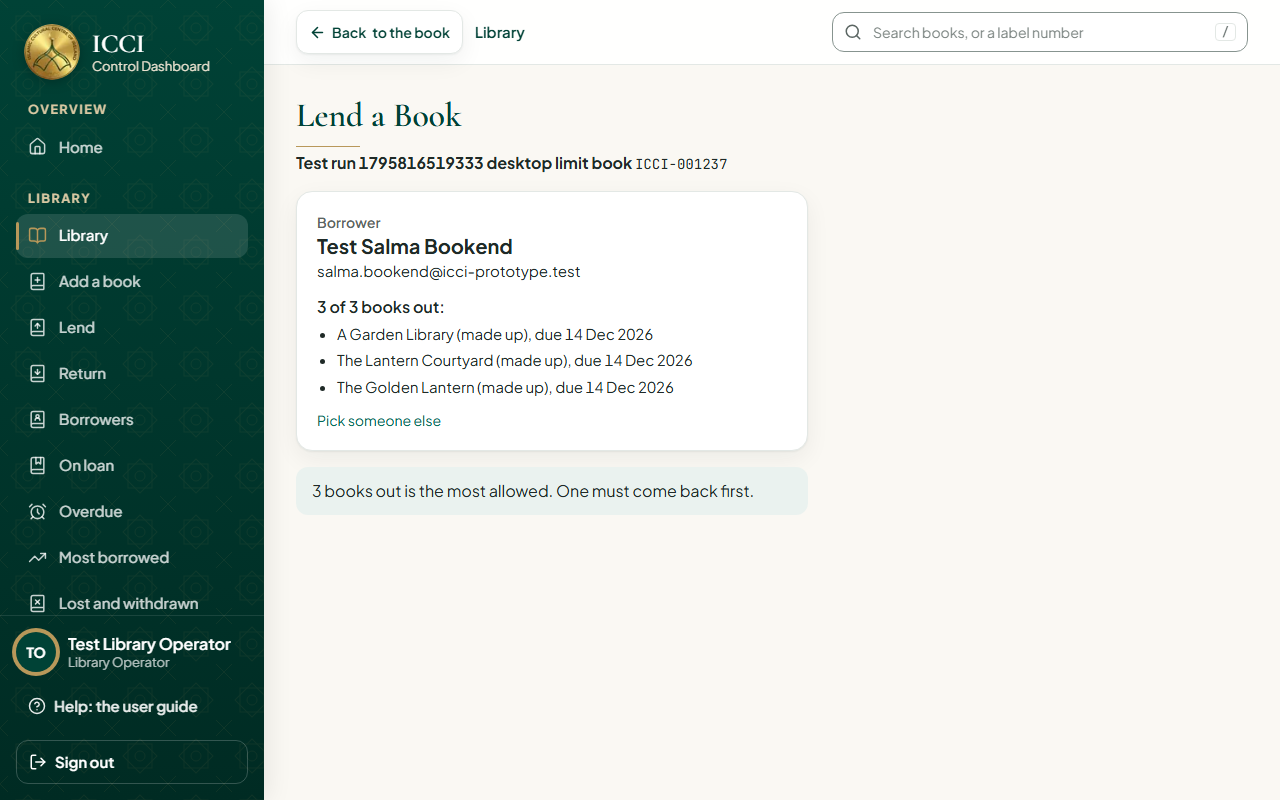 ICCI
Control Dashboard
OVERVIEW
Home
LIBRARY
Library
Add a book
Lend
Return
Borrowers
On loan
Overdue
Most borrowed
Lost and withdrawn
TO
Test Library Operator
Library Operator
Help: the user guide
Sign out
Back to the book
Library
Search books, or a label number
/
Lend a Book
Test run 1795816519333 desktop limit book ICCI-001237
Borrower
Test Salma Bookend
salma.bookend@icci-prototype.test
3 of 3 books out:
A Garden Library (made up), due 14 Dec 2026
The Lantern Courtyard (made up), due 14 Dec 2026
The Golden Lantern (made up), due 14 Dec 2026
Pick someone else
3 books out is the most allowed. One must come back first.